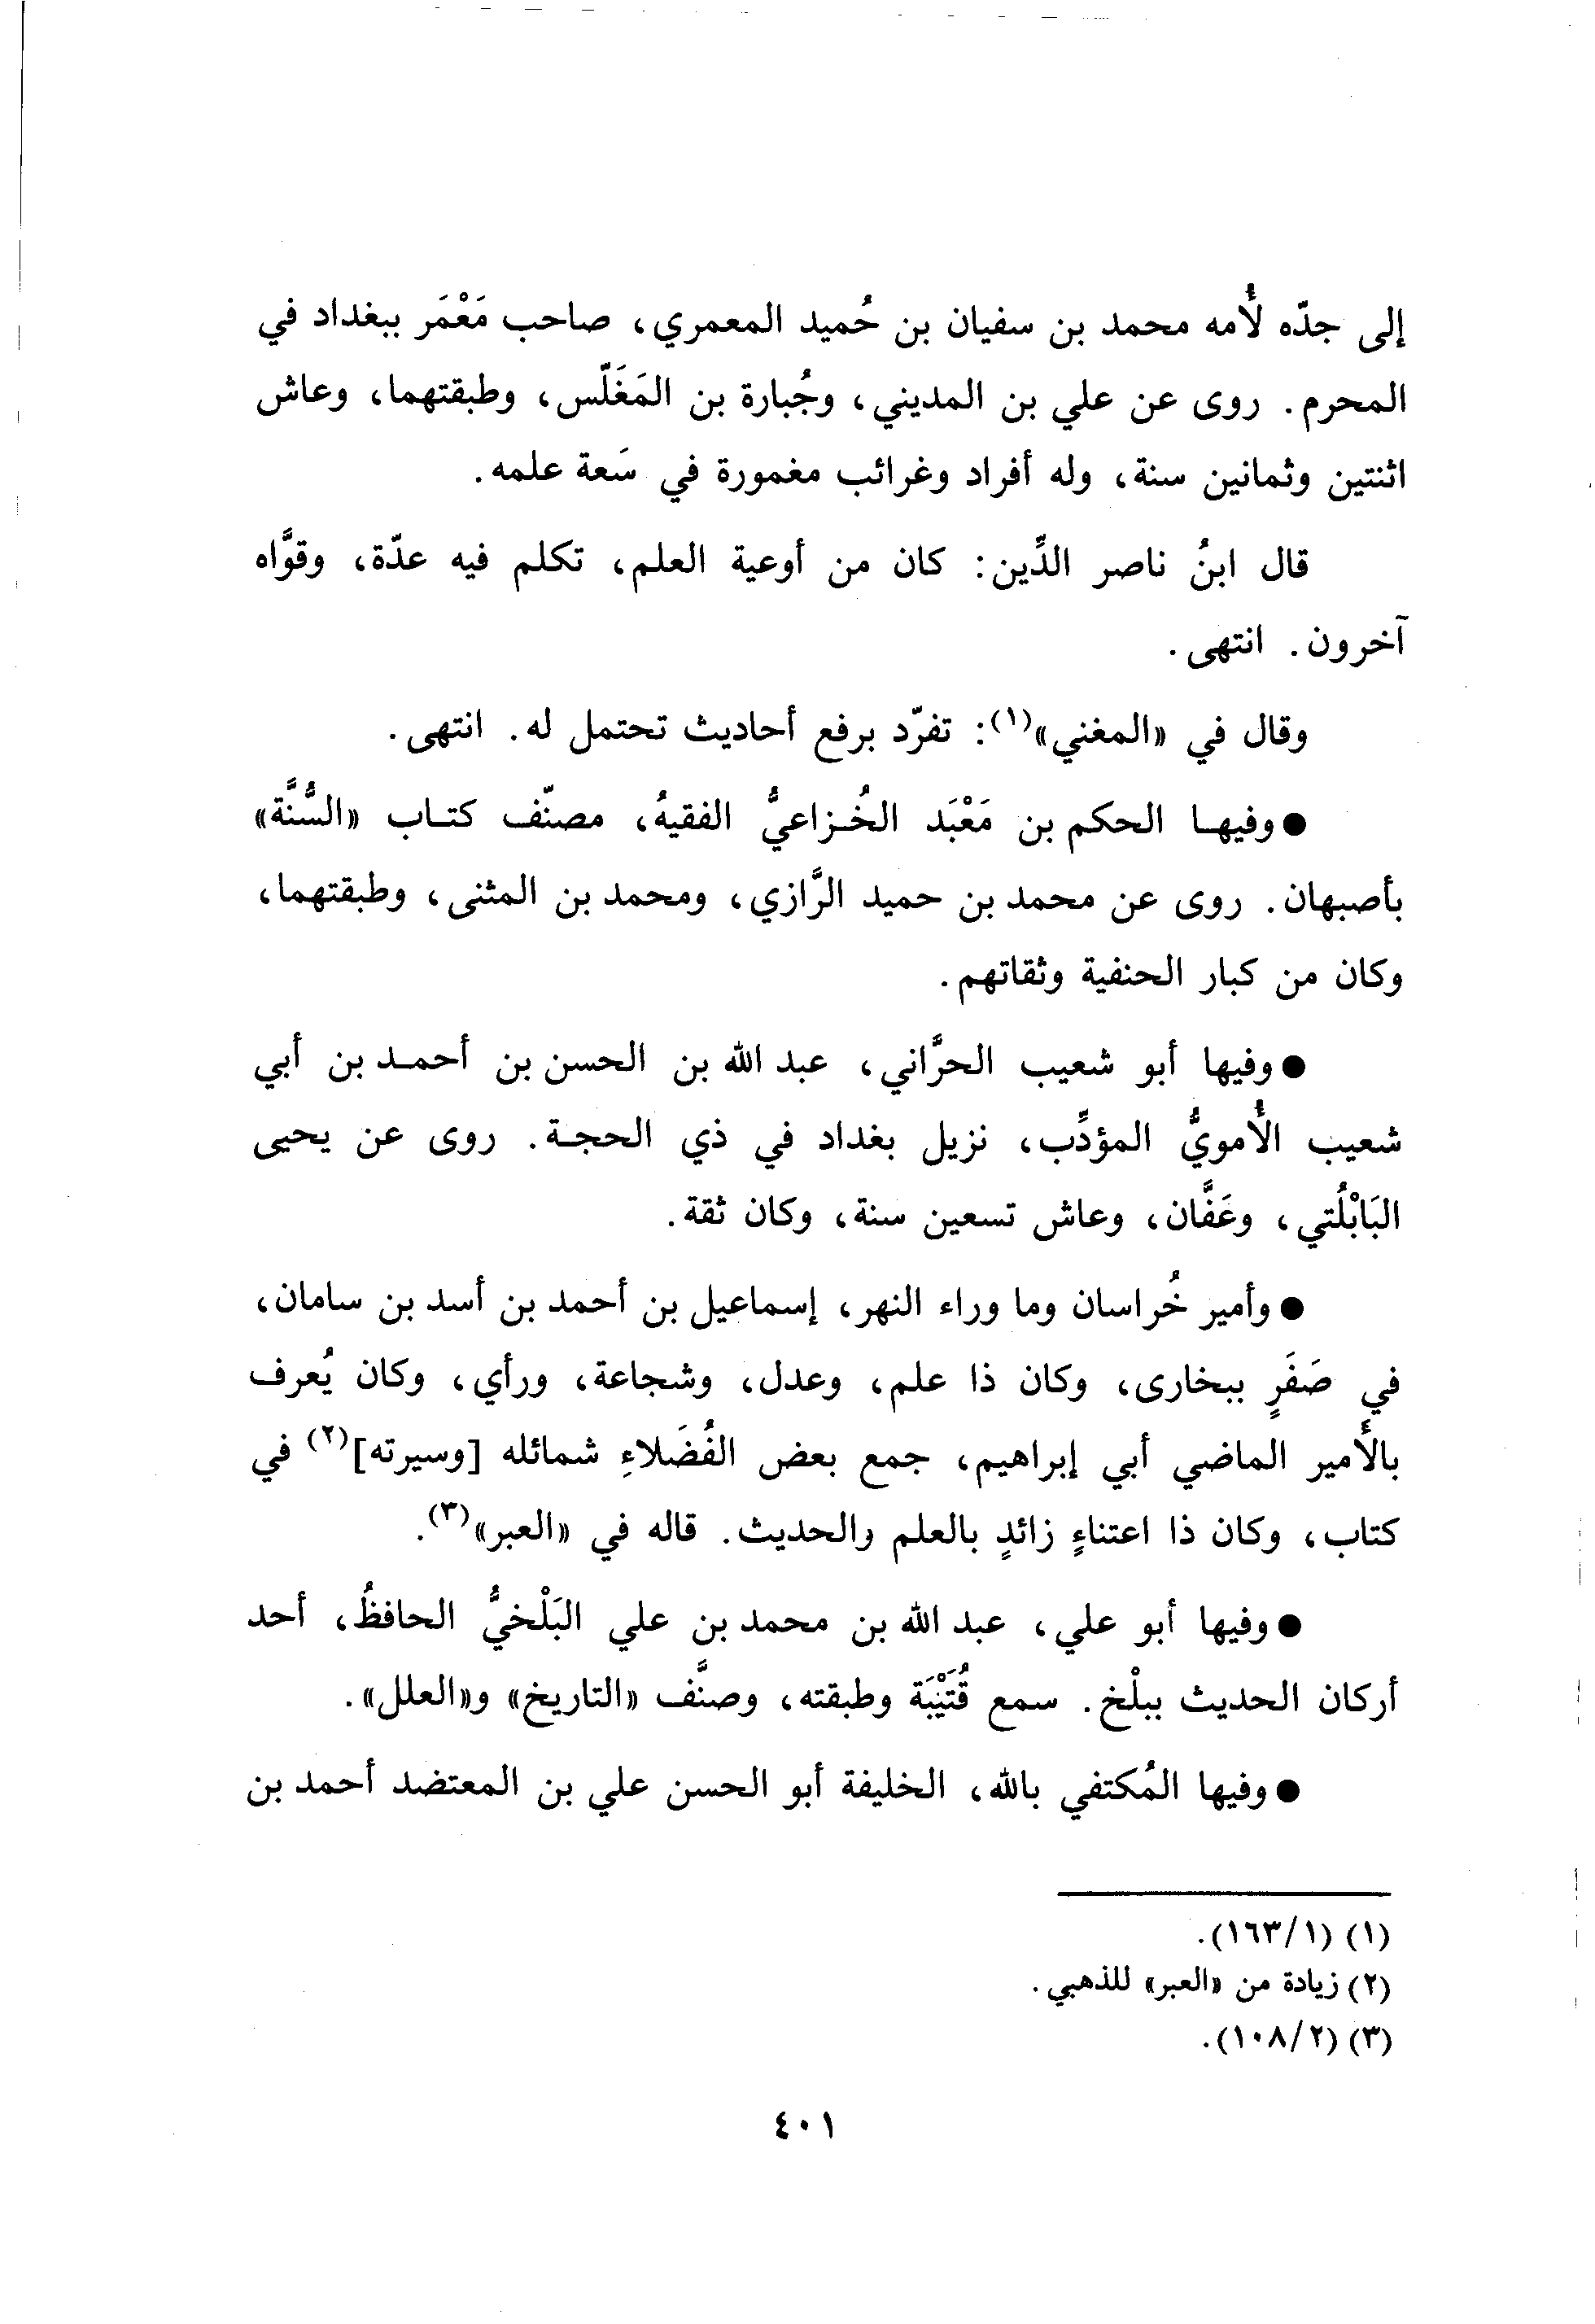 إلى جدّه لأُمه محمد بن سفيان بن حُميد المعمري، صاحب مَعْمَر ببغداد في
المحرم. روى عن علي بن المديني، وجُبارة بن المَغَلّس، وطبقتهما، وعاش
اثنتين وثمانين سنة، وله أفراد وغرائب مغمورة في سَعة علمه.
قال ابنُ ناصر الدِّين: كان من أوعية العلم، تكلم فيه عدّة، وقوَّاه
آخرون. انتهى.
وقال في «المغني»(١): تفرّد برفع أحاديث تحتمل له. انتهى.
● وفيهـا الحكم بن مَعْبَد الخُـزاعيُّ الفقيهُ، مصنّف كتـاب «السُّنَّة»
بأصبهان. روى عن محمد بن حميد الرَّازي، ومحمد بن المثنى، وطبقتهما،
وكان من كبار الحنفية وثقاتهم.
● وفيها أبو شعيب الحرَّاني، عبد الله بن الحسن بن أحمـد بن أبي
شعيب الأُمويُّ المؤدِّب، نزيل بغداد في ذي الحجـة. روى عن يحيى
البَابْلُتي، وعَفَّان، وعاش تسعين سنة، وكان ثقة.
● وأمير خُراسان وما وراء النهر، إسماعيل بن أحمد بن أسد بن سامان،
في صَفَرٍ ببخارى، وكان ذا علم، وعدل، وشجاعة، ورأي، وكان يُعرف
بالأمير الماضي أبي إبراهيم، جمع بعض الفُضَلاءِ شمائله [وسيرته](٢) في
كتاب، وكان ذا اعتناءٍ زائدٍ بالعلم والحديث. قاله في «العبر»(٣).
● وفيها أبو علي، عبد الله بن محمد بن علي البَلْخيُّ الحافظُ، أحد
أركان الحديث ببلْخ. سمع قُتَيْبَة وطبقته، وصنَّف «التاريخ» و«العلل».
● وفيها المُكتفي بالله، الخليفة أبو الحسن علي بن المعتضد أحمد بن
(١) (١٦٣/١).
(٢) زيادة من «العبر» للذهبي.
(٣) (١٠٨/٢).
٤٠١